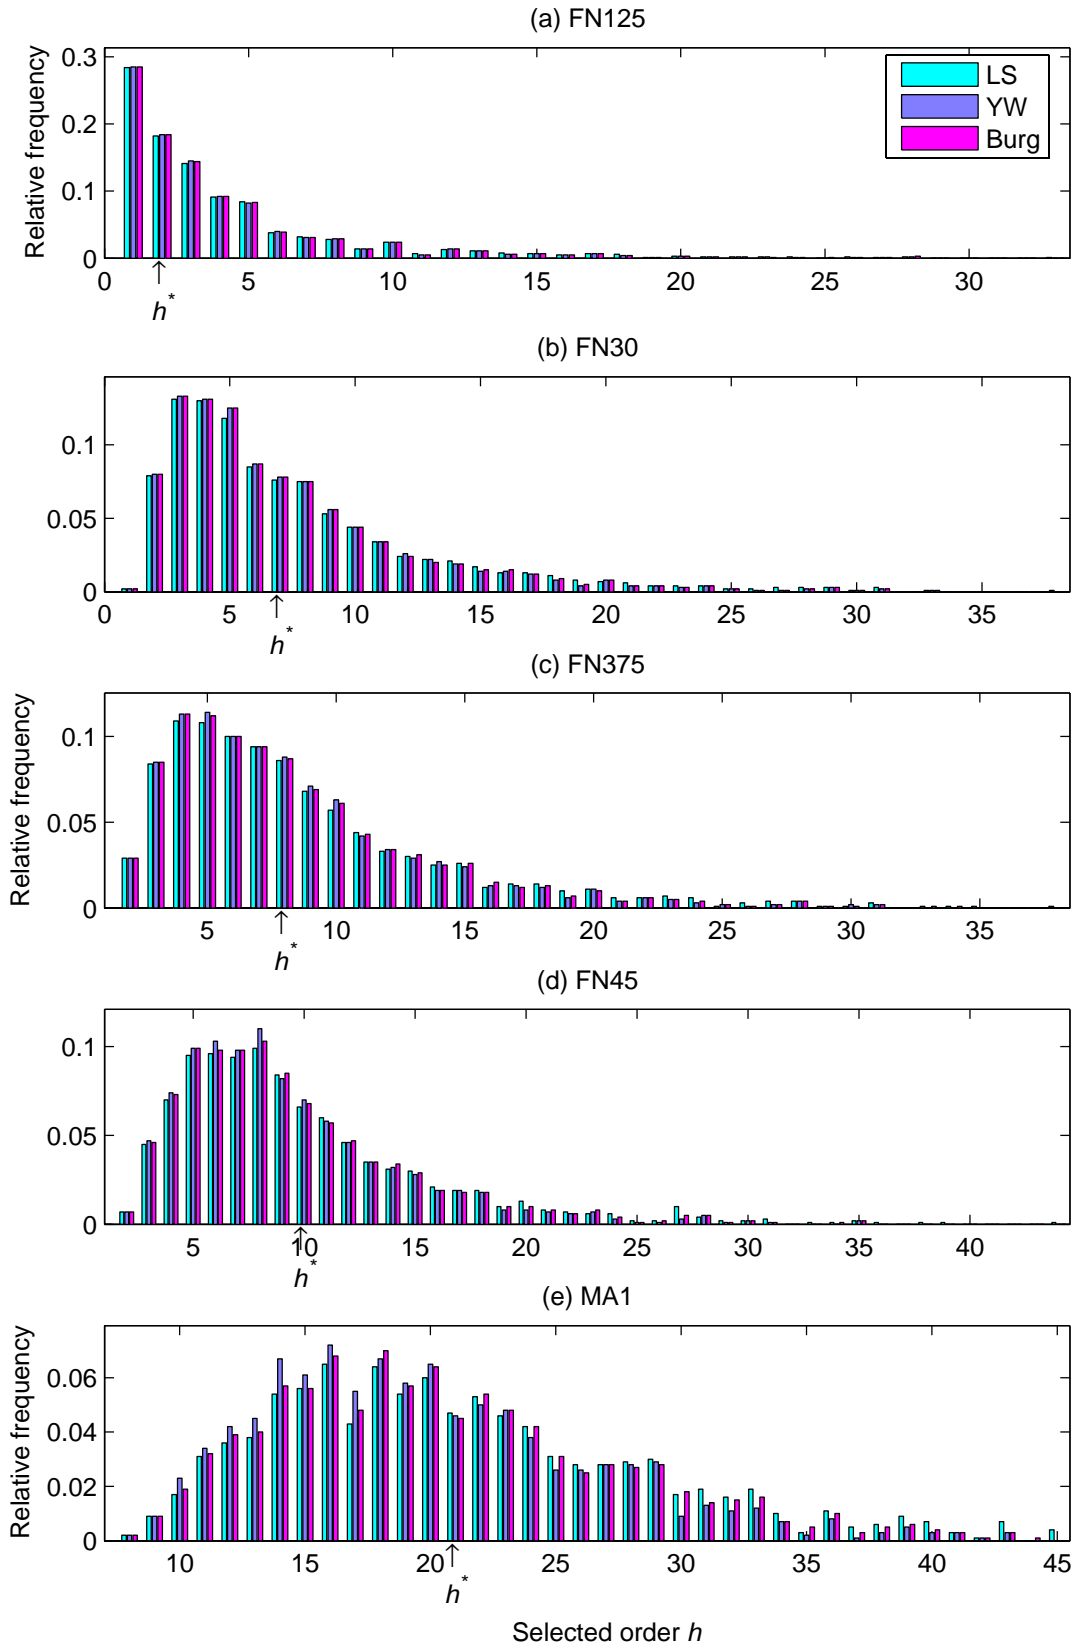 (a) FN125
Relative frequency
0.3
0.2
0.1
0
LS
YW
Burg
0 5 10 15 20 25 30
h*
(b) FN30
0.1
0.05
0
0 5 10 15 20 25 30 35
h*
(c) FN375
Relative frequency
0.1
0.05
0
5 10 15 20 25 30 35
h*
(d) FN45
0.1
0.05
0
5 10 15 20 25 30 35 40
h*
(e) MA1
Relative frequency
0.06
0.04
0.02
0
10 15 20 25 30 35 40 45
h*
Selected order h